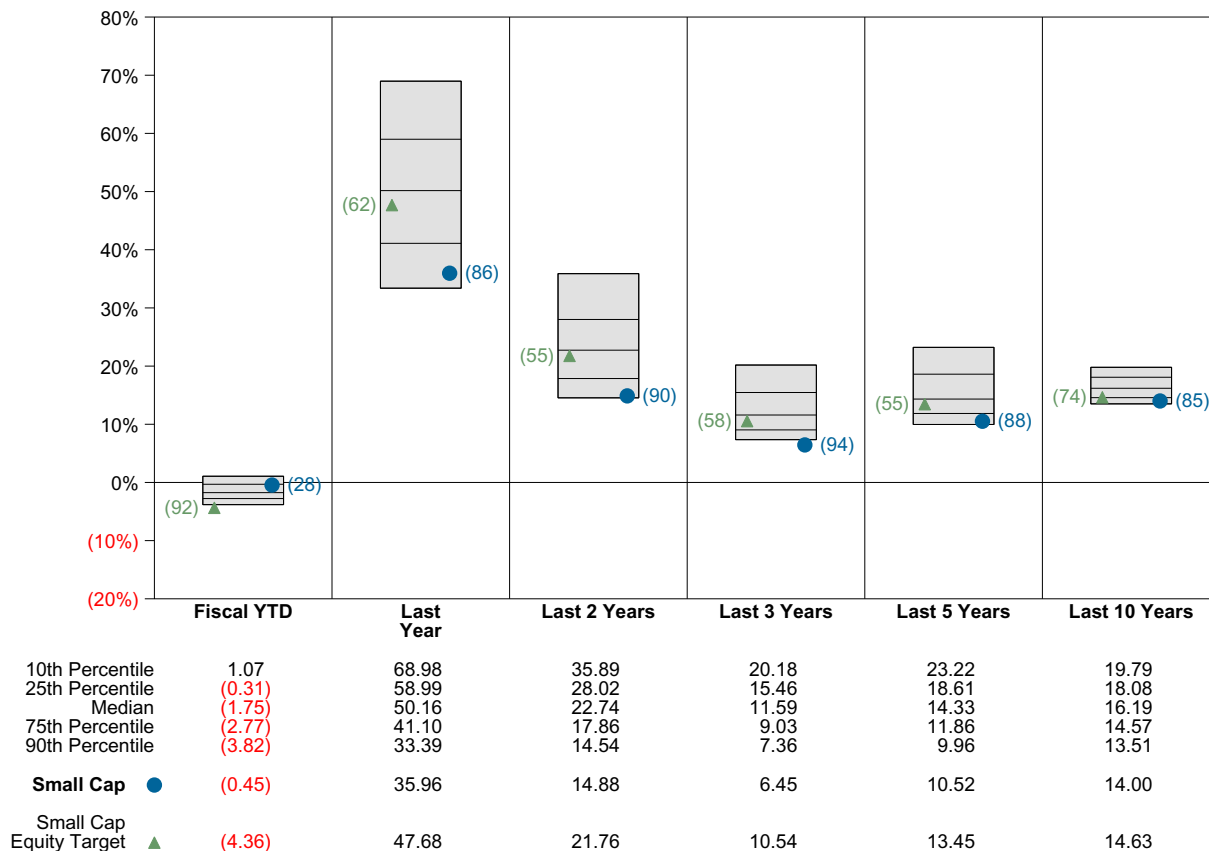 80%
70%
60%
50%
40%
30%
20%
10%
0%
(10%)
(20%)
(92)
(28)
(62)
(86)
(55)
(90)
(58)
(94)
(55)
(88)
(74)
(85)
Fiscal YTD Last Year Last 2 Years Last 3 Years Last 5 Years Last 10 Years
10th Percentile 1.07 68.98 35.89 20.18 23.22 19.79
25th Percentile (0.31) 58.99 28.02 15.46 18.61 18.08
Median (1.75) 50.16 22.74 11.59 14.33 16.19
75th Percentile (2.77) 41.10 17.86 9.03 11.86 14.57
90th Percentile (3.82) 33.39 14.54 7.36 9.96 13.51
Small Cap (0.45) 35.96 14.88 6.45 10.52 14.00
Small Cap
Equity Target (4.36) 47.68 21.76 10.54 13.45 14.63